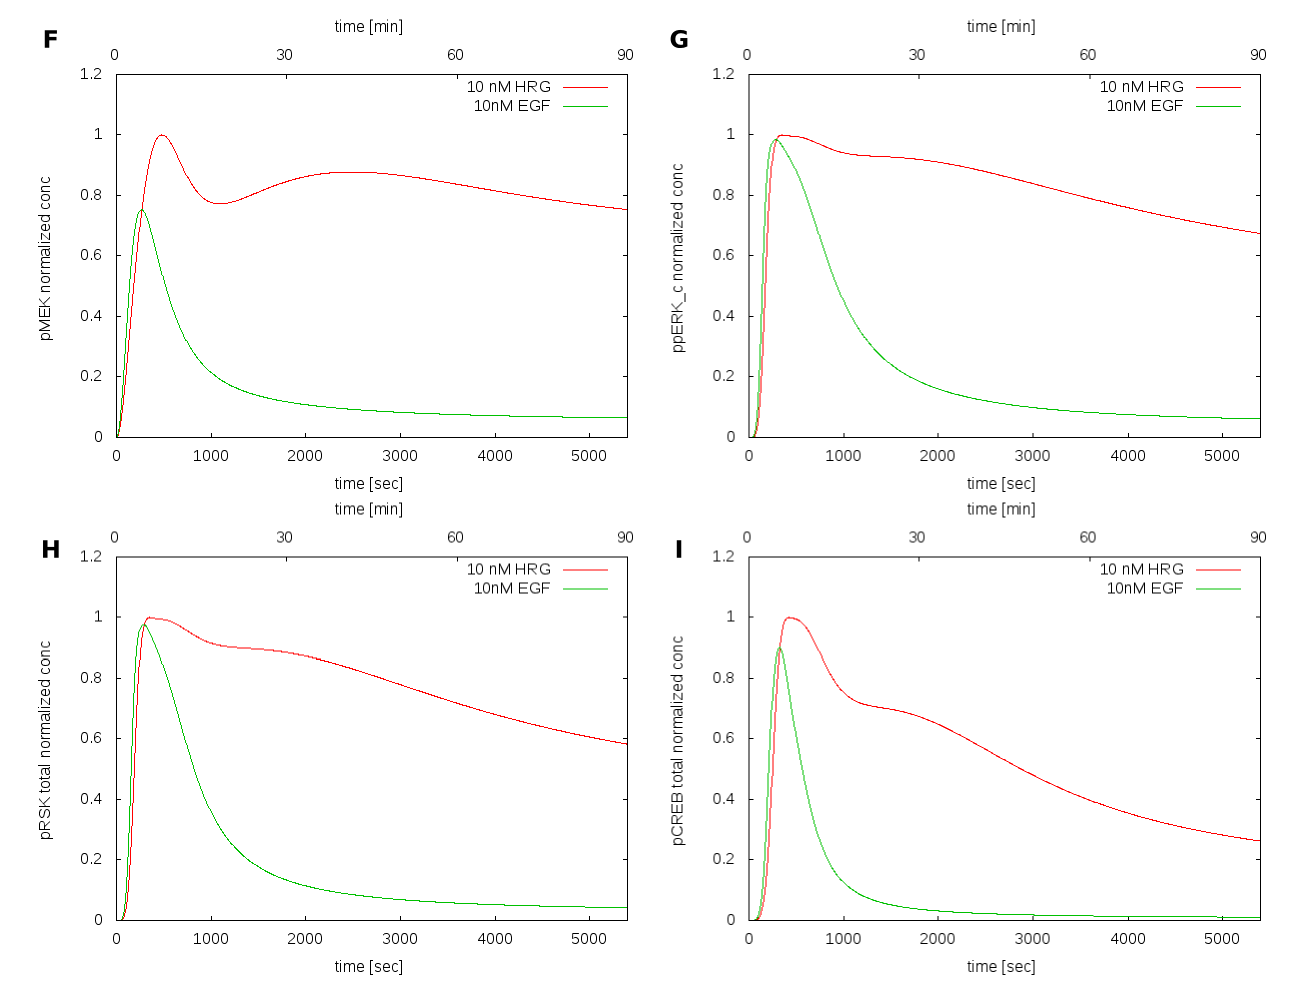 F
time [min]
0 30 60 90
10 nM HRG
10nM EGF
1.2
1
0.8
0.6
0.4
0.2
0
pMEK normalized conc
0 1000 2000 3000 4000 5000
time [sec]
G
time [min]
0 30 60 90
10 nM HRG
10nM EGF
1.2
1
0.8
0.6
0.4
0.2
0
ppERK_c normalized conc
0 1000 2000 3000 4000 5000
time [sec]
H
time [min]
0 30 60 90
10 nM HRG
10nM EGF
1.2
1
0.8
0.6
0.4
0.2
0
pRSK total normalized conc
0 1000 2000 3000 4000 5000
time [sec]
I
time [min]
0 30 60 90
10 nM HRG
10nM EGF
1.2
1
0.8
0.6
0.4
0.2
0
pCREB total normalized conc
0 1000 2000 3000 4000 5000
time [sec]